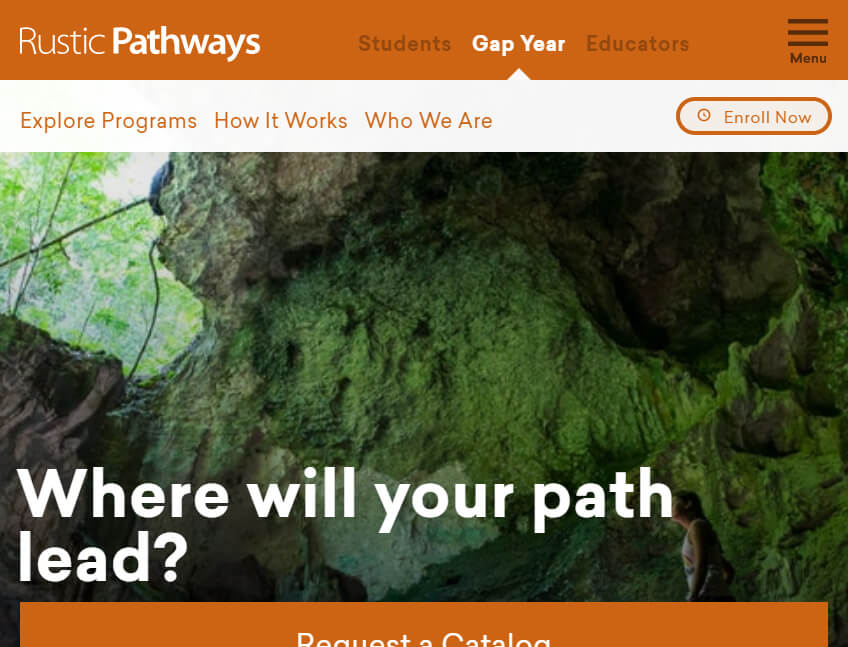 Rustic Pathways
Students Gap Year Educators
Menu
Explore Programs How It Works Who We Are
Enroll Now
Where will your path
lead?
Request a Catalog